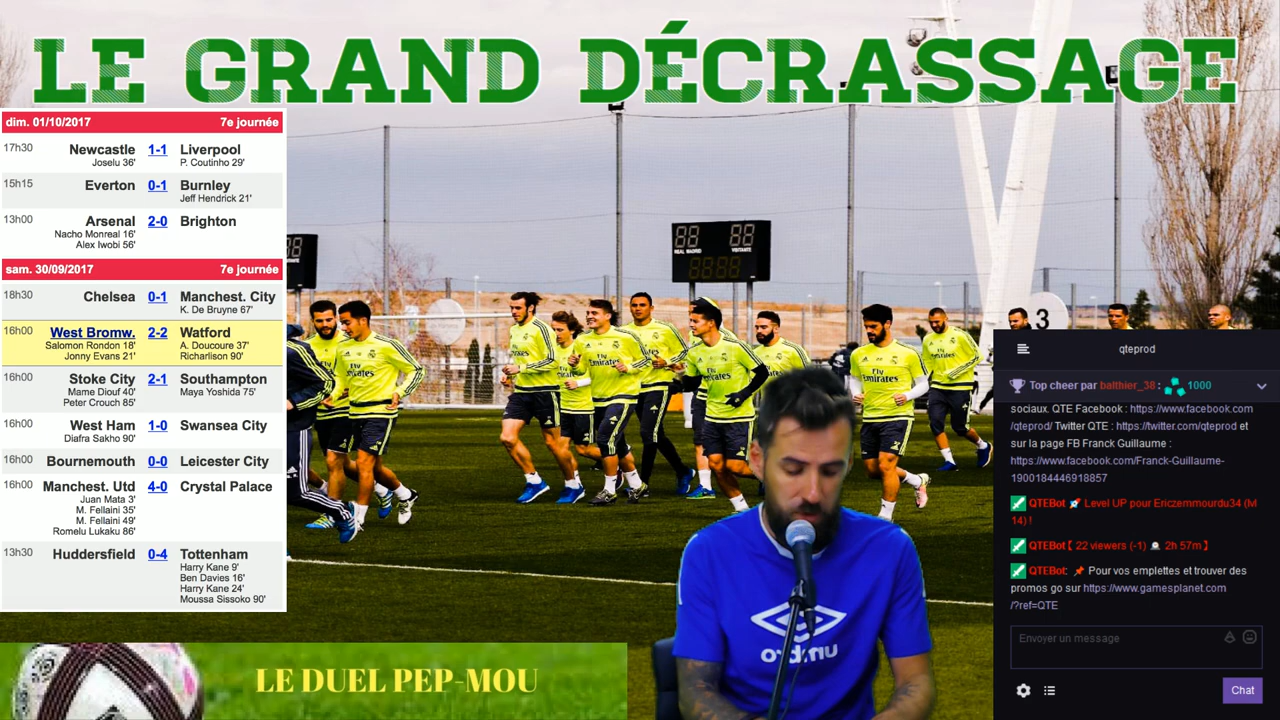 LE GRAND DÉCRASSAGE
dim. 01/10/2017 7e journée
17h30 Newcastle 1-1 Liverpool
Joselu 36' P. Coutinho 29'
15h15 Everton 0-1 Burnley
Jeff Hendrick 21'
13h00 Arsenal 2-0 Brighton
Nacho Monreal 16'
Alex Iwobi 56'
sam. 30/09/2017 7e journée
18h30 Chelsea 0-1 Manchest. City
K. De Bruyne 67'
16h00 West Bromw. 2-2 Watford
Salomon Rondon 18' A. Doucoure 37'
Jonny Evans 21' Richarlison 90'
16h00 Stoke City 2-1 Southampton
Mame Diouf 40' Maya Yoshida 75'
Peter Crouch 85'
16h00 West Ham 1-0 Swansea City
Diafra Sakho 90'
16h00 Bournemouth 0-0 Leicester City
16h00 Manchest. Utd 4-0 Crystal Palace
Juan Mata 3'
M. Fellaini 35'
M. Fellaini 49'
Romelu Lukaku 86'
13h30 Huddersfield 0-4 Tottenham
Harry Kane 9'
Ben Davies 16'
Harry Kane 24'
Moussa Sissoko 90'
REAL MADRID VISITANTE
3
Fly
Emirates
Fly
Emirates
Fly
Emirates
Emirates
umbro
LE DUEL PEP-MOU
qteprod
Top cheer par balthier_38 : 1000
sociaux. QTE Facebook : https://www.facebook.com
/qteprod/ Twitter QTE : https://twitter.com/qteprod et
sur la page FB Franck Guillaume :
https://www.facebook.com/Franck-Guillaume-
1900184446918857
QTEBot Level UP pour Ericzemmourdu34 (lvl
14) !
QTEBot【 22 viewers (-1) 2h 57m】
QTEBot: Pour vos emplettes et trouver des
promos go sur https://www.gamesplanet.com
/?ref=QTE
Envoyer un message
Chat